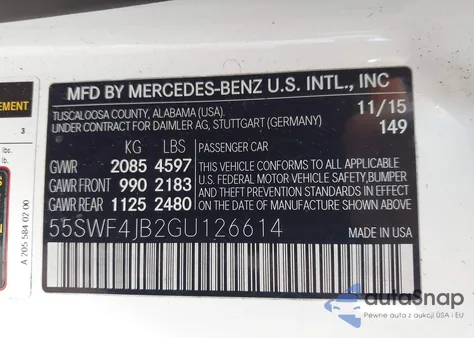 MFD BY MERCEDES-BENZ U.S. INTL., INC
TUSCALOOSA COUNTY, ALABAMA (USA). 11/15
UNDER CONTRACT FOR DAIMLER AG, STUTTGART (GERMANY) 149
KG LBS PASSENGER CAR
GVWR 2085 4597 THIS VEHICLE CONFORMS TO ALL APPLICABLE
GAWR FRONT 990 2183 U.S. FEDERAL MOTOR VEHICLE SAFETY,BUMPER
AND THEFT PREVENTION STANDARDS IN EFFECT
GAWR REAR 1125 2480 ON THE DATE OF MANUFACTURE SHOWN ABOVE.
55SWF4JB2GU126614 MADE IN USA
EMENT
3
lb.
A 205 584 02 00
autoSnap
Pewne auta z aukcji USA i EU